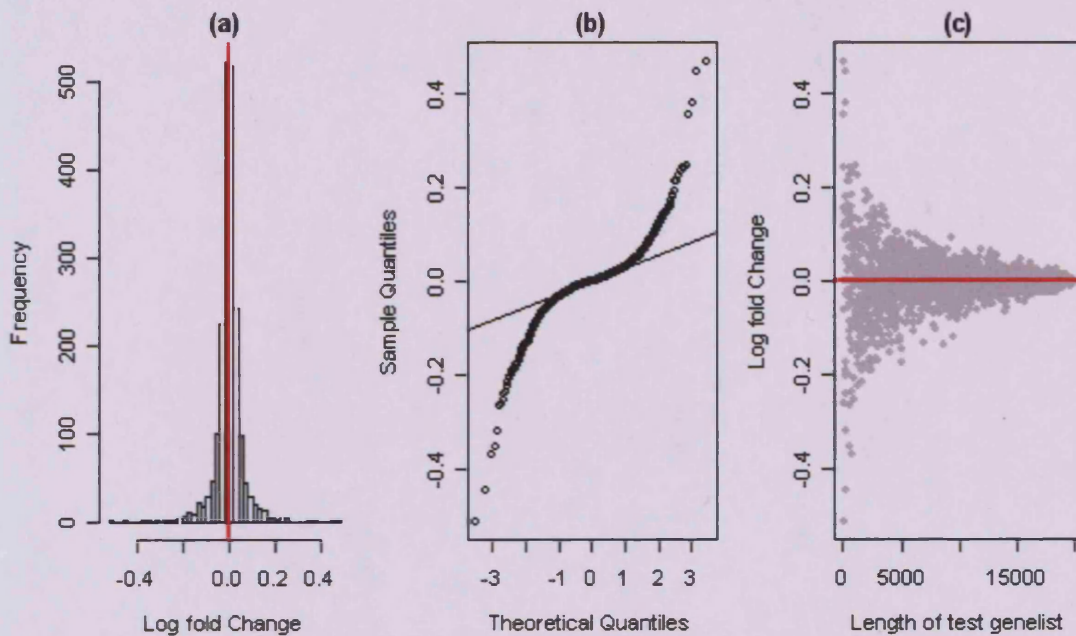 (a)
Frequency
0 100 200 300 400 500
-0.4 0.0 0.4
Log fold Change
(b)
Sample Quantiles
-0.4 -0.2 0.0 0.2 0.4
-3 -2 -1 0 1 2 3
Theoretical Quantiles
(c)
Log fold Change
-0.4 -0.2 0.0 0.2 0.4
0 5000 15000
Length of test genelist